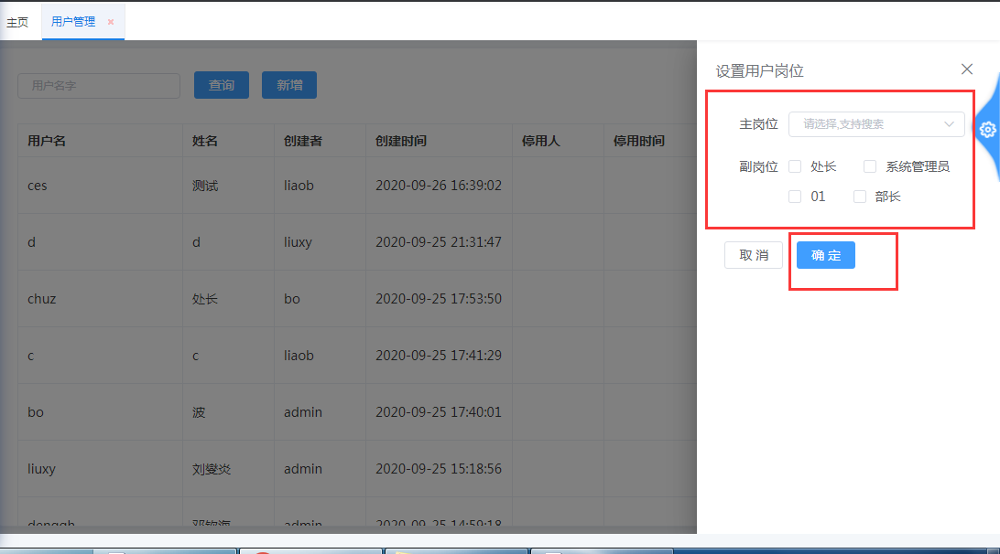 主页 用户管理 ×
用户名字 查询 新增
用户名 姓名 创建者 创建时间 停用人 停用时间
ces 测试 liaob 2020-09-26 16:39:02
d d liuxy 2020-09-25 21:31:47
chuz 处长 bo 2020-09-25 17:53:50
c c liaob 2020-09-25 17:41:29
bo 波 admin 2020-09-25 17:40:01
liuxy 刘燮炎 admin 2020-09-25 15:18:56
admin 2020-09-25 14:59:18
设置用户岗位
主岗位 请选择,支持搜索
副岗位 处长 系统管理员
01 部长
取 消 确 定